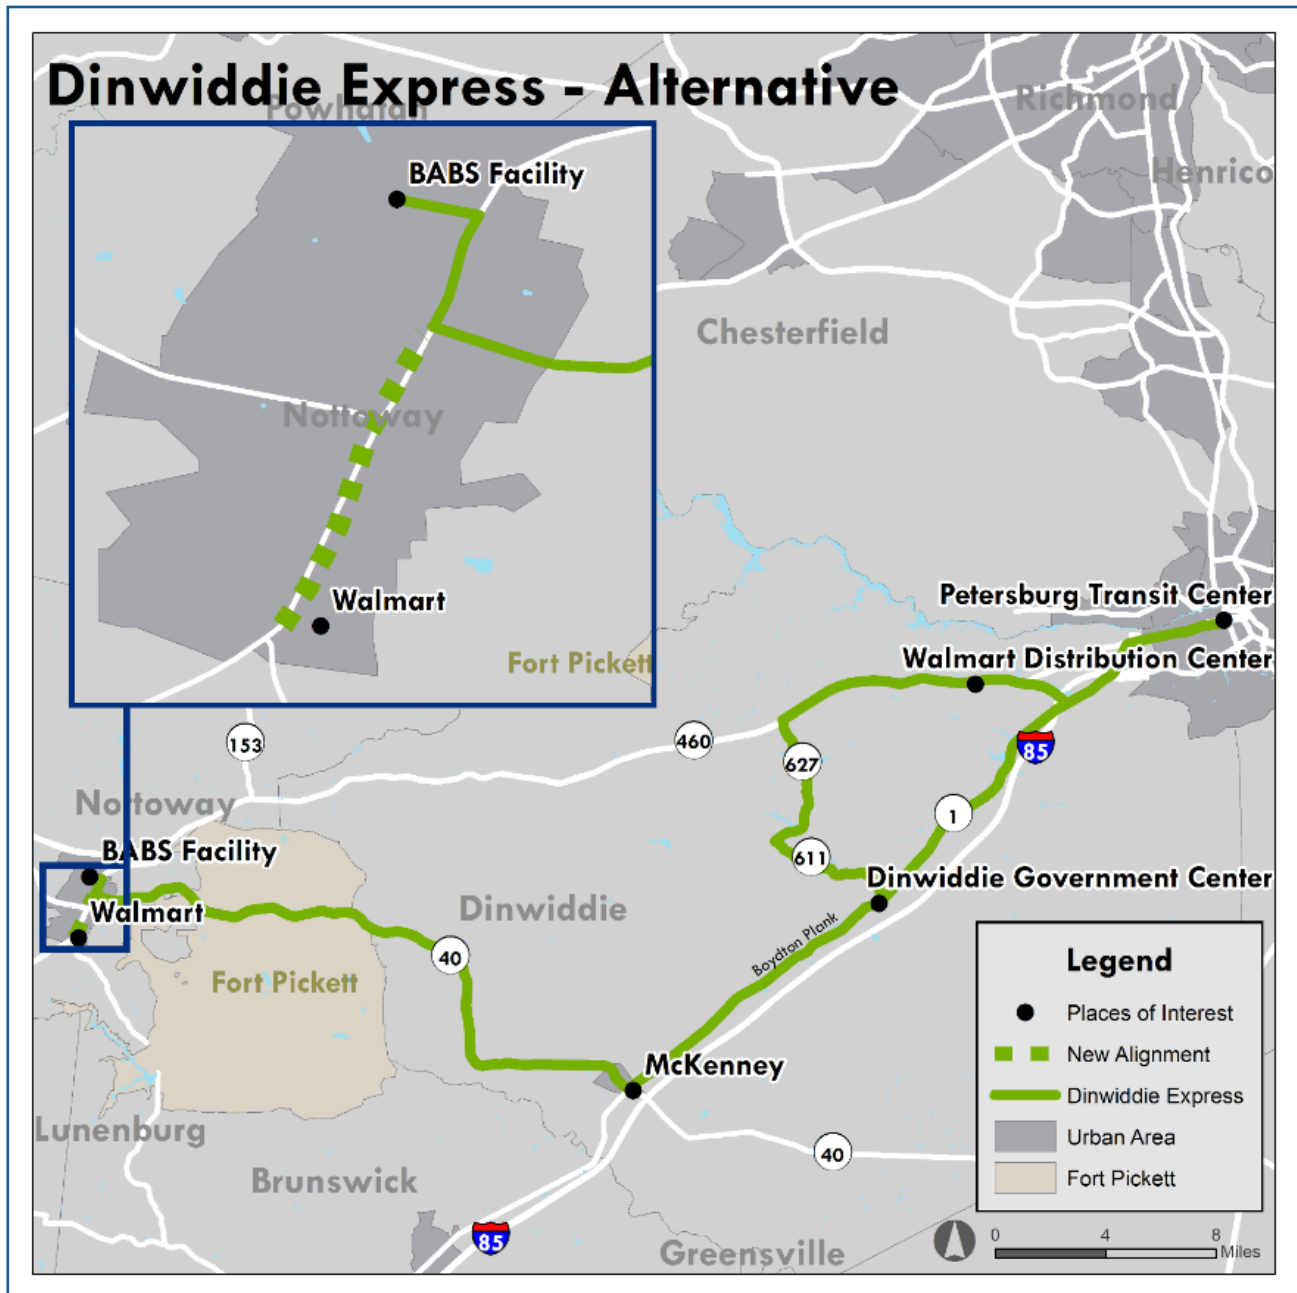 Dinwiddie Express - Alternative
Powhatan
Richmond
Henrico
BABS Facility
Chesterfield
Nottoway
Walmart
Fort Pickett
Petersburg Transit Center
Walmart Distribution Center
153
460
627
85
Nottoway
1
BABS Facility
611
Dinwiddie Government Center
Walmart
Dinwiddie
Boydton Plank
40
Fort Pickett
McKenney
Lunenburg
40
Brunswick
85
Greensville
Legend
Places of Interest
New Alignment
Dinwiddie Express
Urban Area
Fort Pickett
0 4 8
Miles